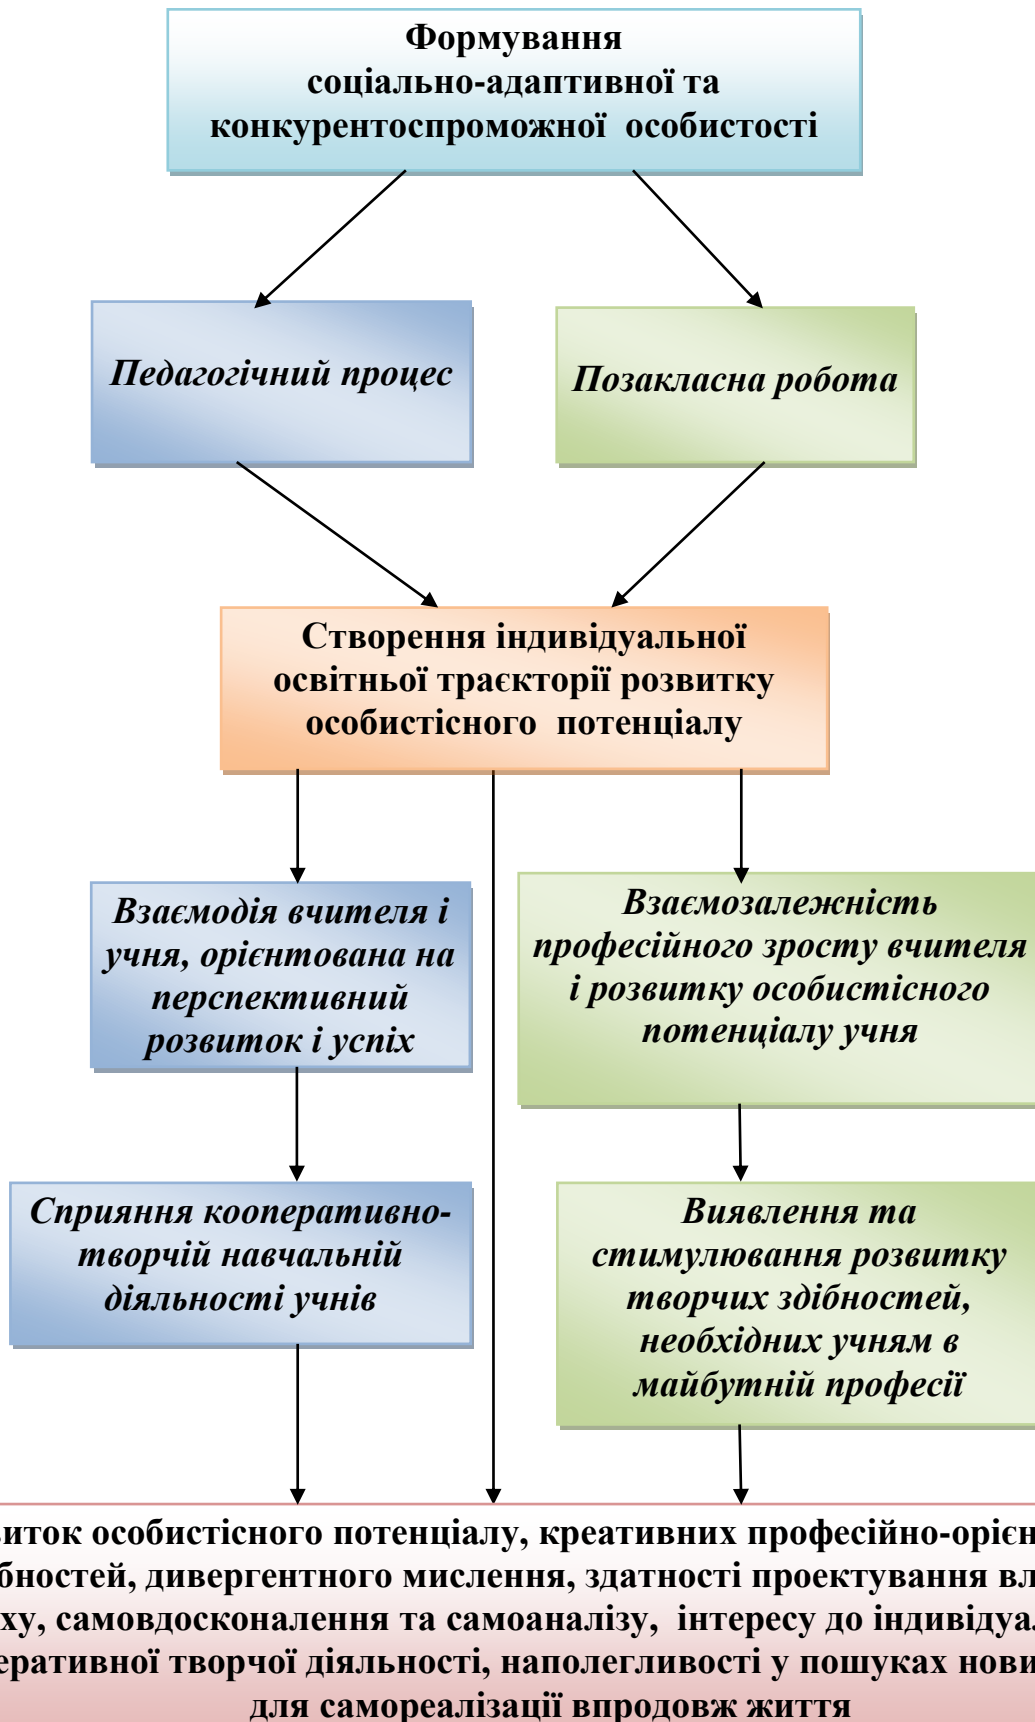 Формування
соціально-адаптивної та
конкурентоспроможної особистості
Педагогічний процес
Позакласна робота
Створення індивідуальної
освітньої траєкторії розвитку
особистісного потенціалу
Взаємодія вчителя і
учня, орієнтована на
перспективний
розвиток і успіх
Взаємозалежність
професійного зросту вчителя
і розвитку особистісного
потенціалу учня
Сприяння кооперативно-
творчій навчальній
діяльності учнів
Виявлення та
стимулювання розвитку
творчих здібностей,
необхідних учням в
майбутній професії
особистісного потенціалу, креативних професійно-
дивергентного мислення, здатності проектування
самовдосконалення та самоаналізу, інтересу до
творчої діяльності, наполегливості у пошуках
для самореалізації впродовж життя